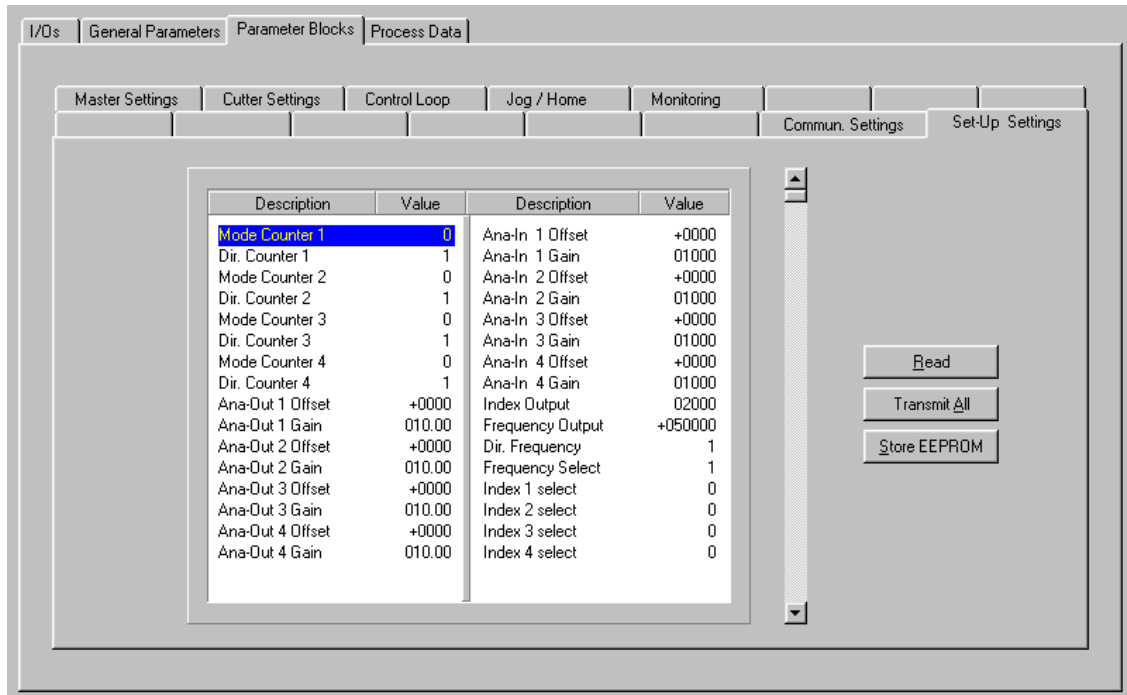 I/Os General Parameters Parameter Blocks Process Data
Master Settings Cutter Settings Control Loop Jog / Home Monitoring
Commun. Settings Set-Up Settings
Description Value Description Value
Mode Counter 1 0 Ana-In 1 Offset +0000
Dir. Counter 1 1 Ana-In 1 Gain 01000
Mode Counter 2 0 Ana-In 2 Offset +0000
Dir. Counter 2 1 Ana-In 2 Gain 01000
Mode Counter 3 0 Ana-In 3 Offset +0000
Dir. Counter 3 1 Ana-In 3 Gain 01000
Mode Counter 4 0 Ana-In 4 Offset +0000
Dir. Counter 4 1 Ana-In 4 Gain 01000
Ana-Out 1 Offset +0000 Index Output 02000
Ana-Out 1 Gain 010.00 Frequency Output +050000
Ana-Out 2 Offset +0000 Dir. Frequency 1
Ana-Out 2 Gain 010.00 Frequency Select 1
Ana-Out 3 Offset +0000 Index 1 select 0
Ana-Out 3 Gain 010.00 Index 2 select 0
Ana-Out 4 Offset +0000 Index 3 select 0
Ana-Out 4 Gain 010.00 Index 4 select 0
Read
Transmit All
Store EEPROM